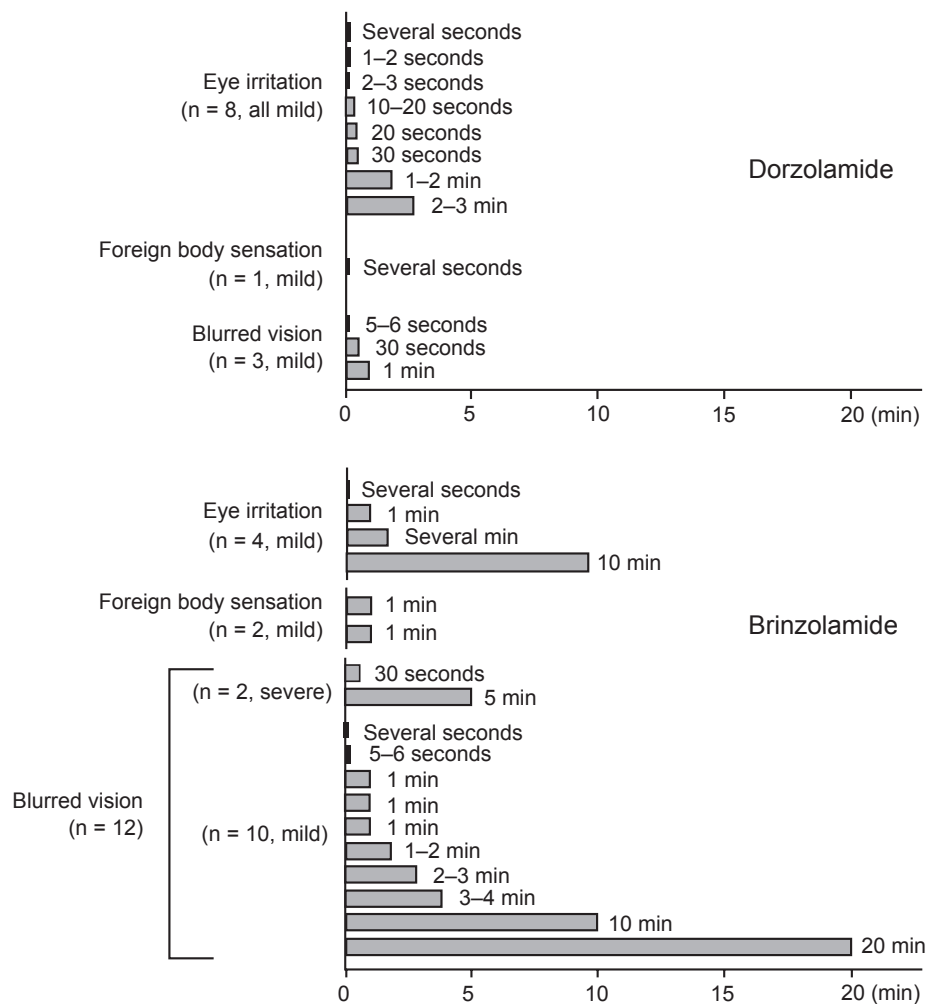 Several seconds
1–2 seconds
Eye irritation
(n = 8, all mild)
2–3 seconds
10–20 seconds
20 seconds
30 seconds
1–2 min
2–3 min
Dorzolamide
Foreign body sensation
(n = 1, mild)
Several seconds
Blurred vision
(n = 3, mild)
5–6 seconds
30 seconds
1 min
0 5 10 15 20 (min)
Eye irritation
(n = 4, mild)
Several seconds
1 min
Several min
10 min
Foreign body sensation
(n = 2, mild)
1 min
1 min
Brinzolamide
Blurred vision
(n = 12)
(n = 2, severe)
30 seconds
5 min
(n = 10, mild)
Several seconds
5–6 seconds
1 min
1 min
1 min
1–2 min
2–3 min
3–4 min
10 min
20 min
0 5 10 15 20 (min)